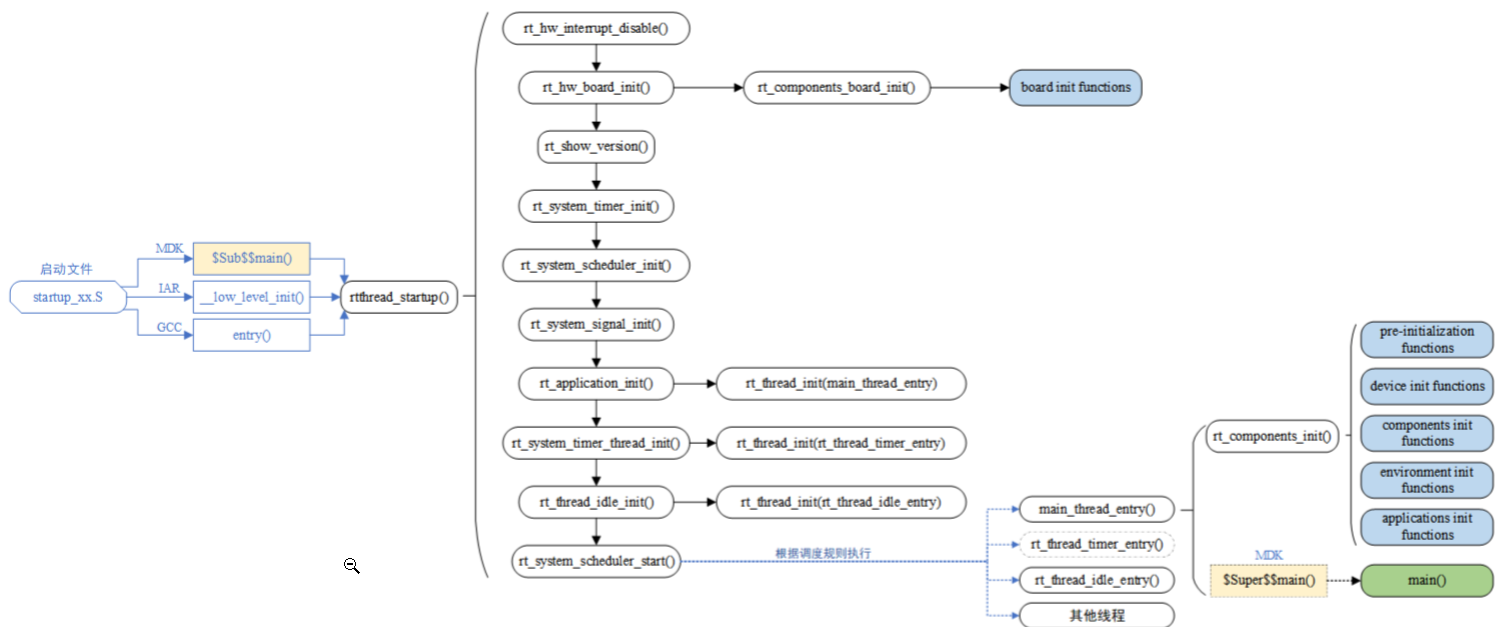 启动文件
startup_xx.S
MDK
$Sub$$main()
IAR
__low_level_init()
GCC
entry()
rtthread_startup()
rt_hw_interrupt_disable()
rt_hw_board_init()
rt_components_board_init()
board init functions
rt_show_version()
rt_system_timer_init()
rt_system_scheduler_init()
rt_system_signal_init()
rt_application_init()
rt_thread_init(main_thread_entry)
rt_system_timer_thread_init()
rt_thread_init(rt_thread_timer_entry)
rt_thread_idle_init()
rt_thread_init(rt_thread_idle_entry)
rt_system_scheduler_start()
根据调度规则执行
main_thread_entry()
rt_thread_timer_entry()
rt_thread_idle_entry()
其他线程
rt_components_init()
pre-initialization
functions
device init functions
components init
functions
environment init
functions
applications init
functions
MDK
$Super$$main()
main()